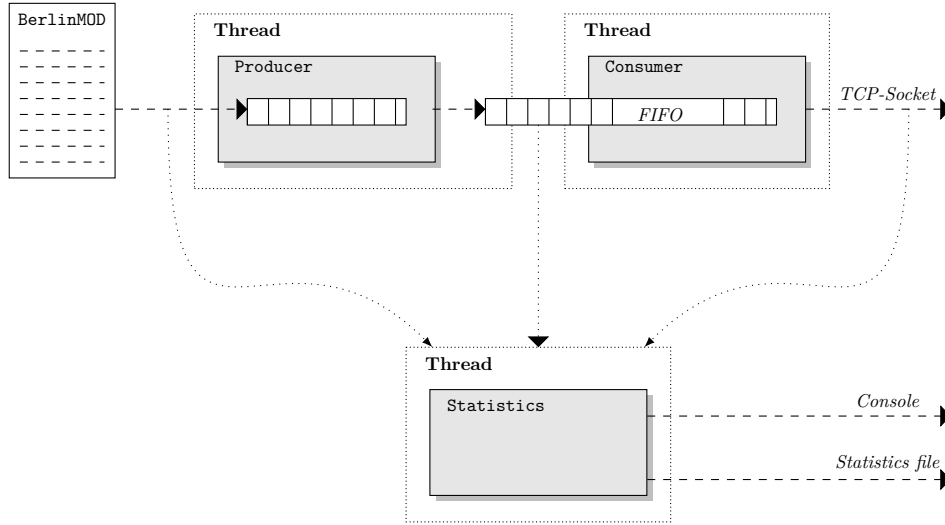 BerlinMOD
Thread
Producer
Thread
Consumer
FIFO
TCP-Socket
Thread
Statistics
Console
Statistics file